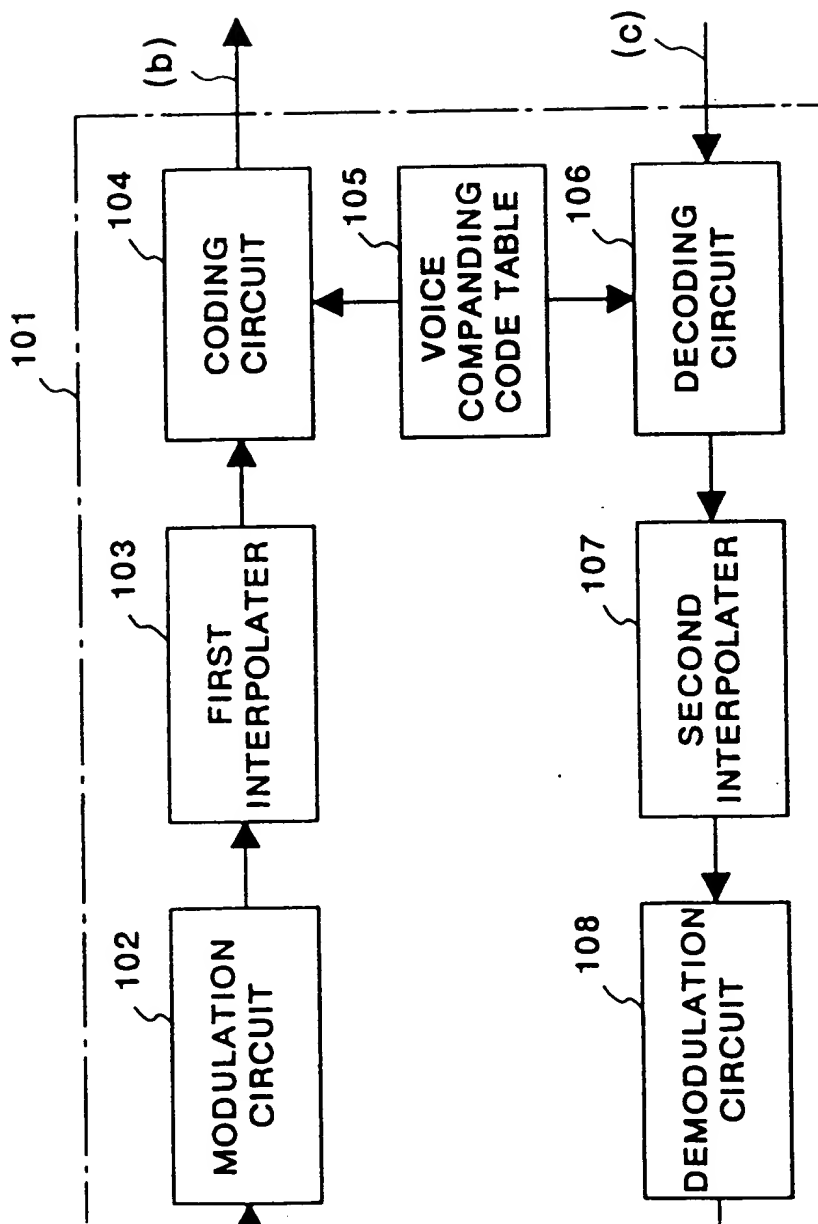 101
102
MODULATION
CIRCUIT
103
FIRST
INTERPOLATER
104
CODING
CIRCUIT
(b)
105
VOICE
COMPANDING
CODE TABLE
108
DEMODULATION
CIRCUIT
107
SECOND
INTERPOLATER
106
DECODING
CIRCUIT
(c)